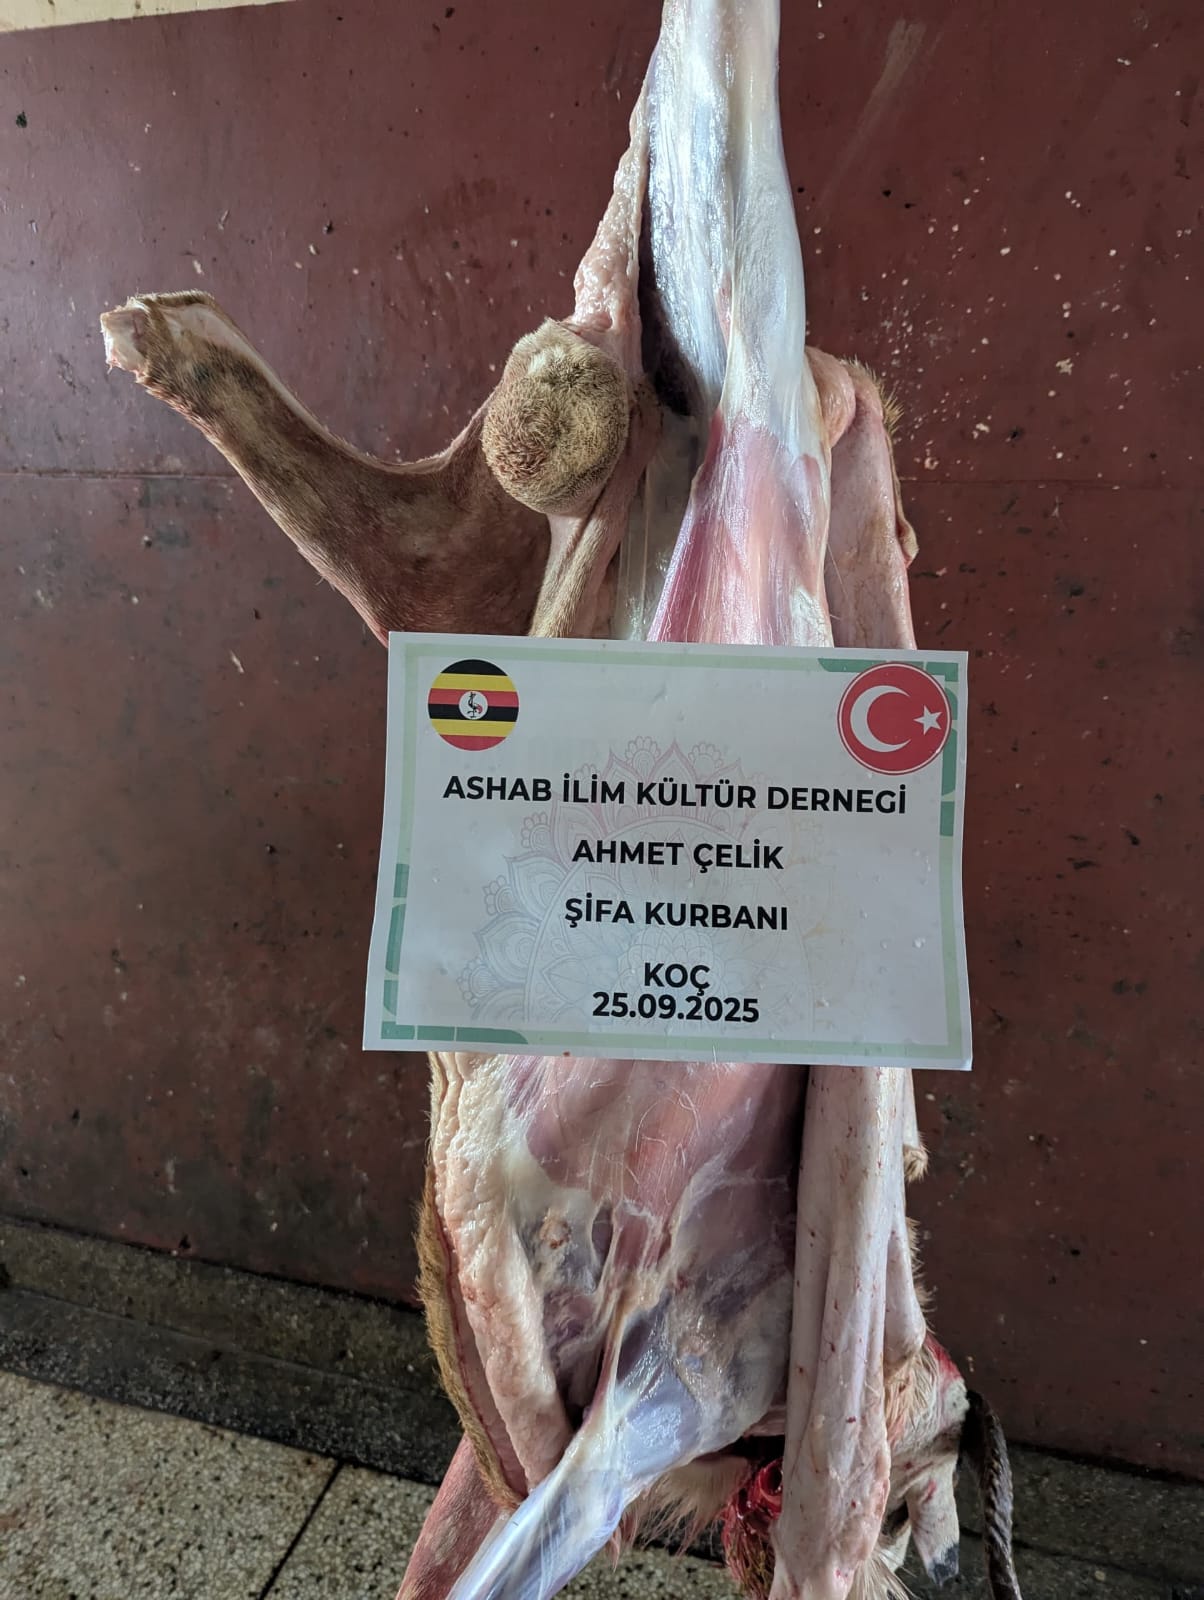 ASHAB İLİM KÜLTÜR DERNEGİ
AHMET ÇELİK
ŞİFA KURBANI
KOÇ
25.09.2025